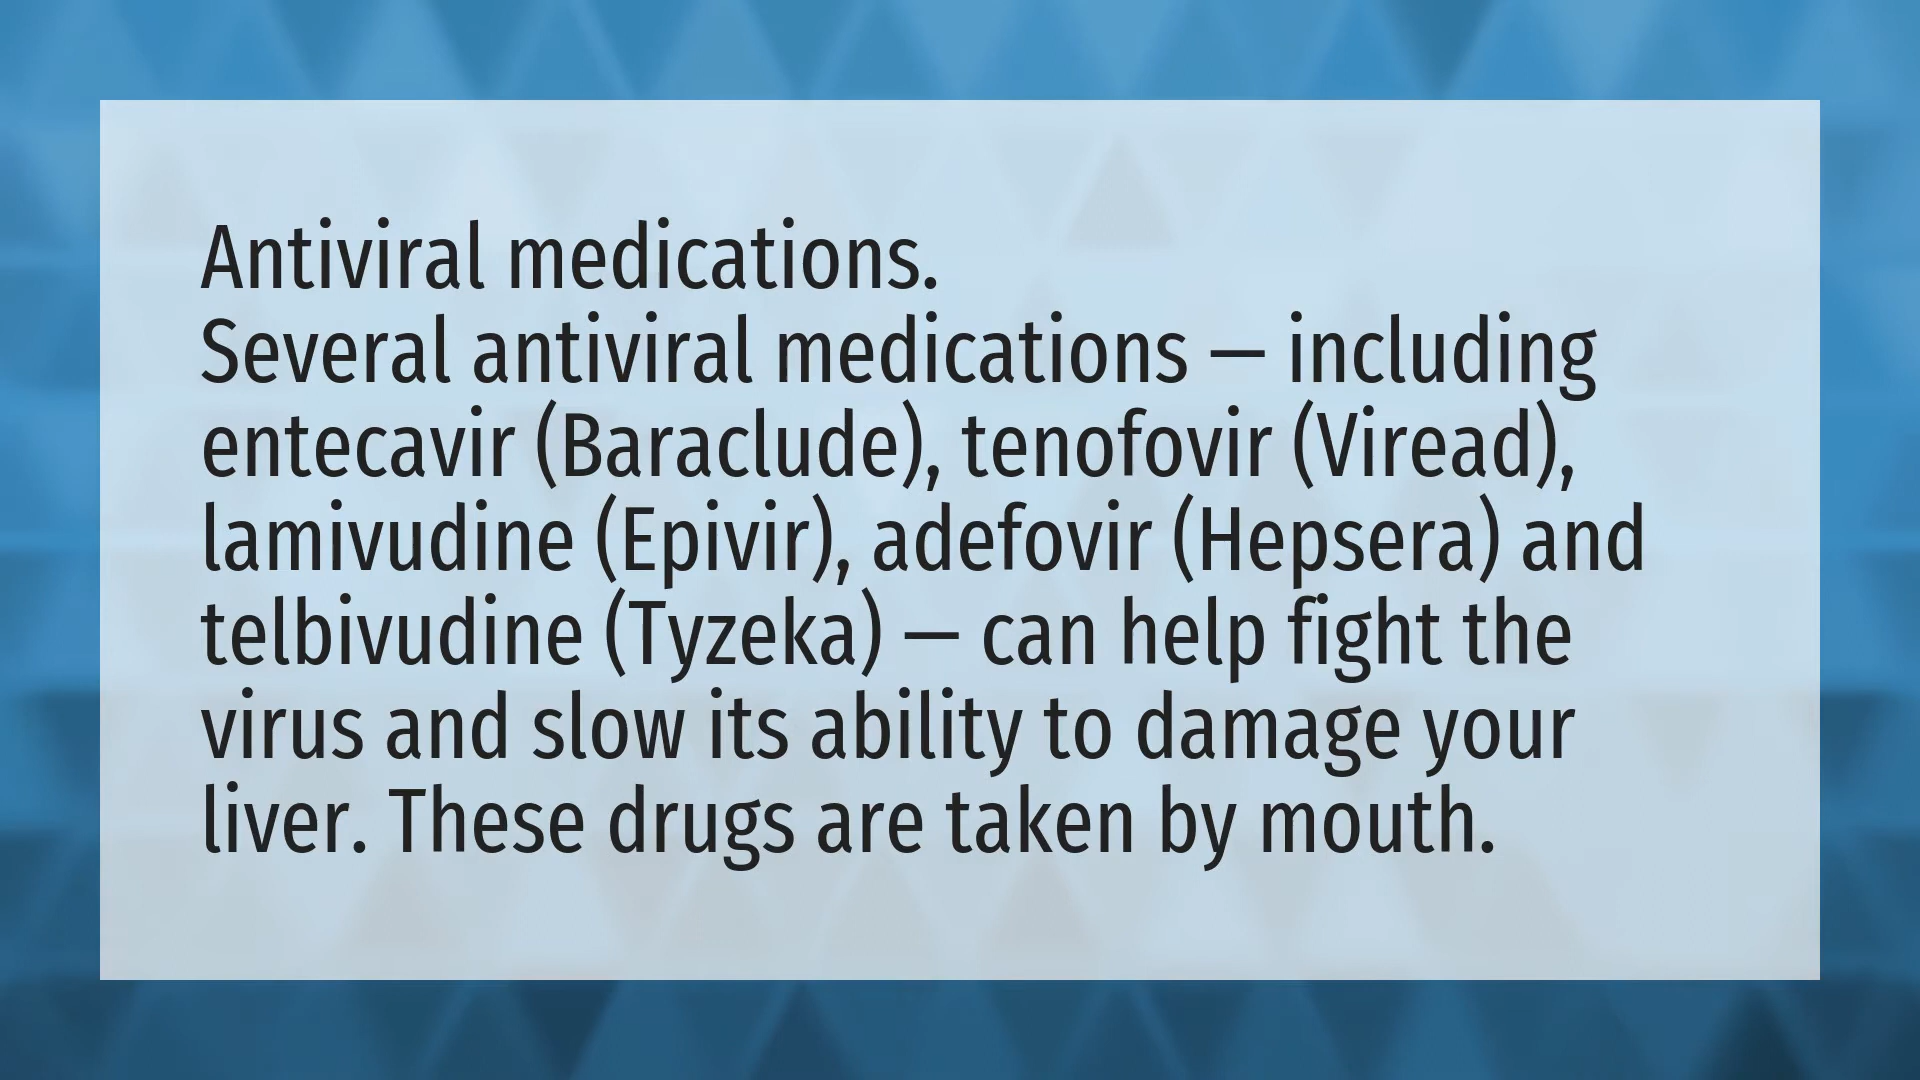 Antiviral medications.
Several antiviral medications — including
entecavir (Baraclude), tenofovir (Viread),
lamivudine (Epivir), adefovir (Hepsera) and
telbivudine (Tyzeka) — can help fight the
virus and slow its ability to damage your
liver. These drugs are taken by mouth.